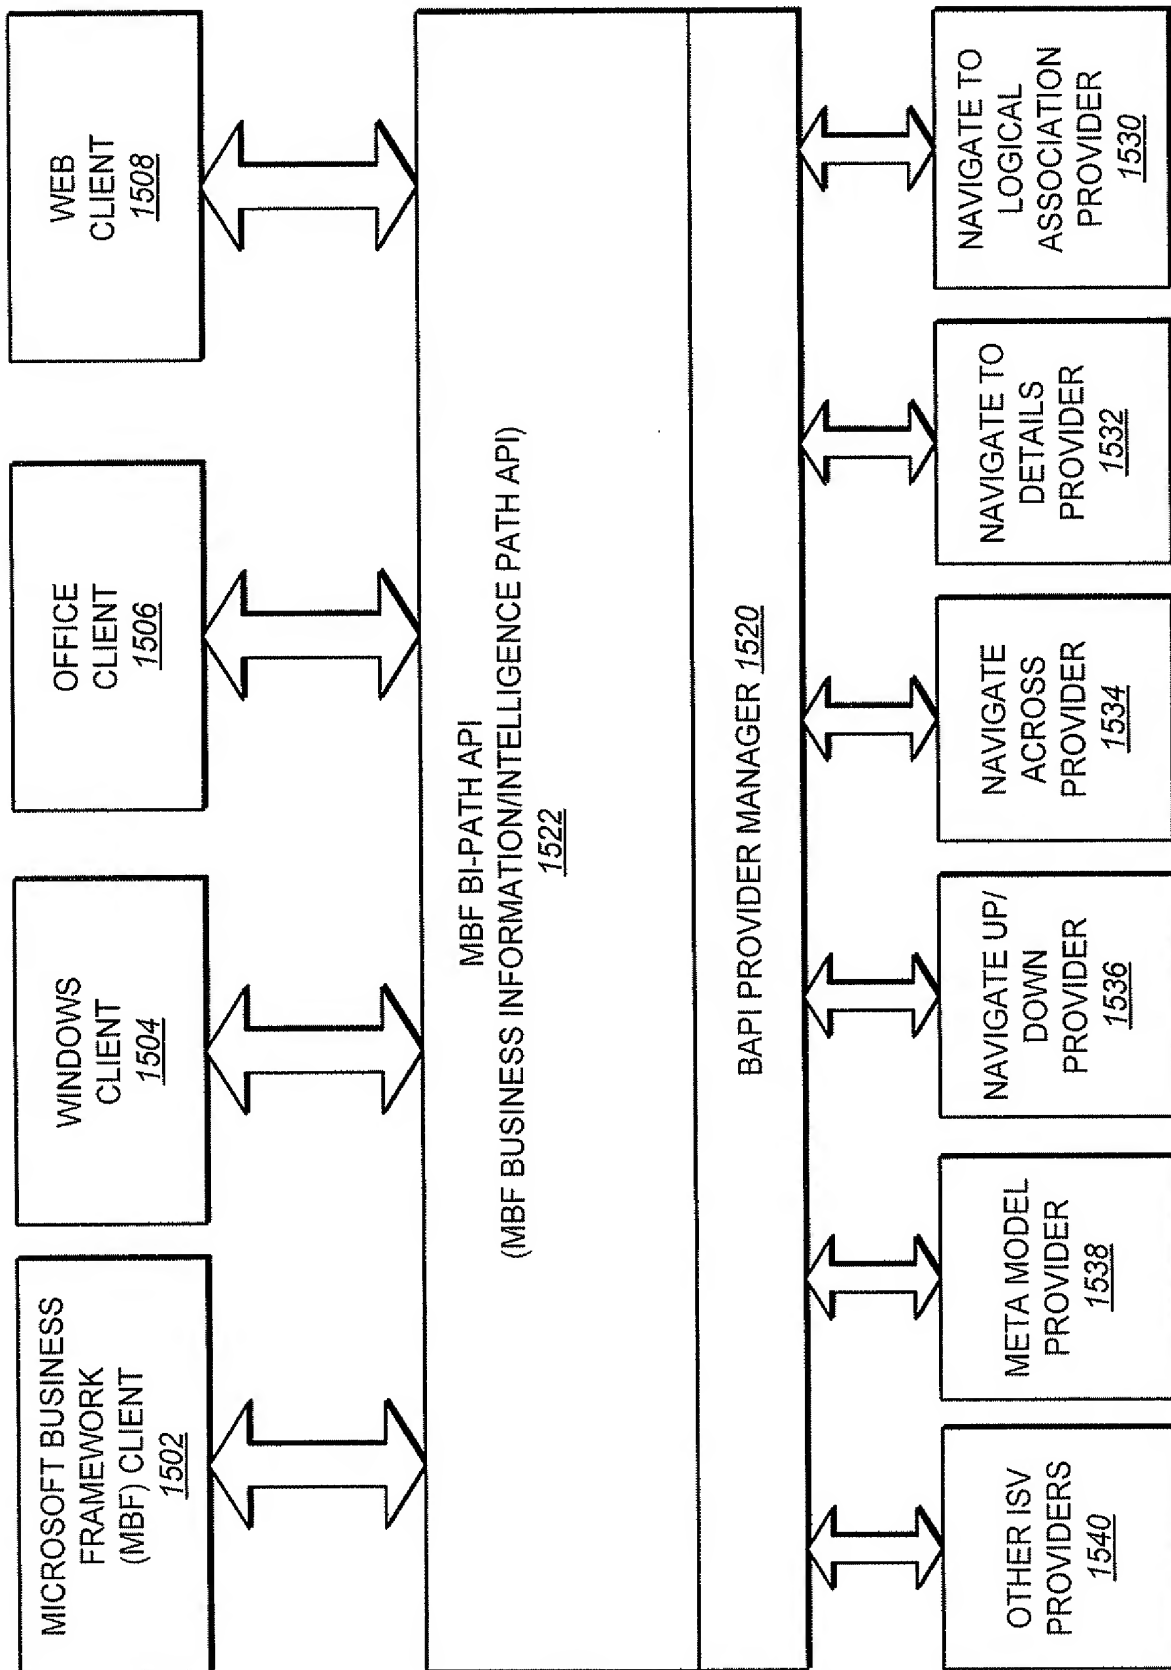 MICROSOFT BUSINESS
FRAMEWORK
(MBF) CLIENT
1502
WINDOWS
CLIENT
1504
OFFICE
CLIENT
1506
WEB
CLIENT
1508
MBF BI-PATH API
(MBF BUSINESS INFORMATION/INTELLIGENCE PATH API)
1522
BAPI PROVIDER MANAGER 1520
OTHER ISV
PROVIDERS
1540
META MODEL
PROVIDER
1538
NAVIGATE UP/
DOWN
PROVIDER
1536
NAVIGATE
ACROSS
PROVIDER
1534
NAVIGATE TO
DETAILS
PROVIDER
1532
NAVIGATE TO
LOGICAL
ASSOCIATION
PROVIDER
1530